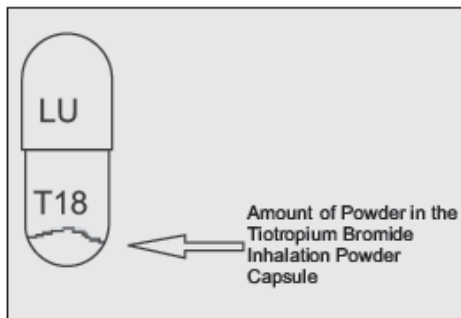 LU
T18
Amount of Powder in the
Tiotropium Bromide
Inhalation Powder
Capsule